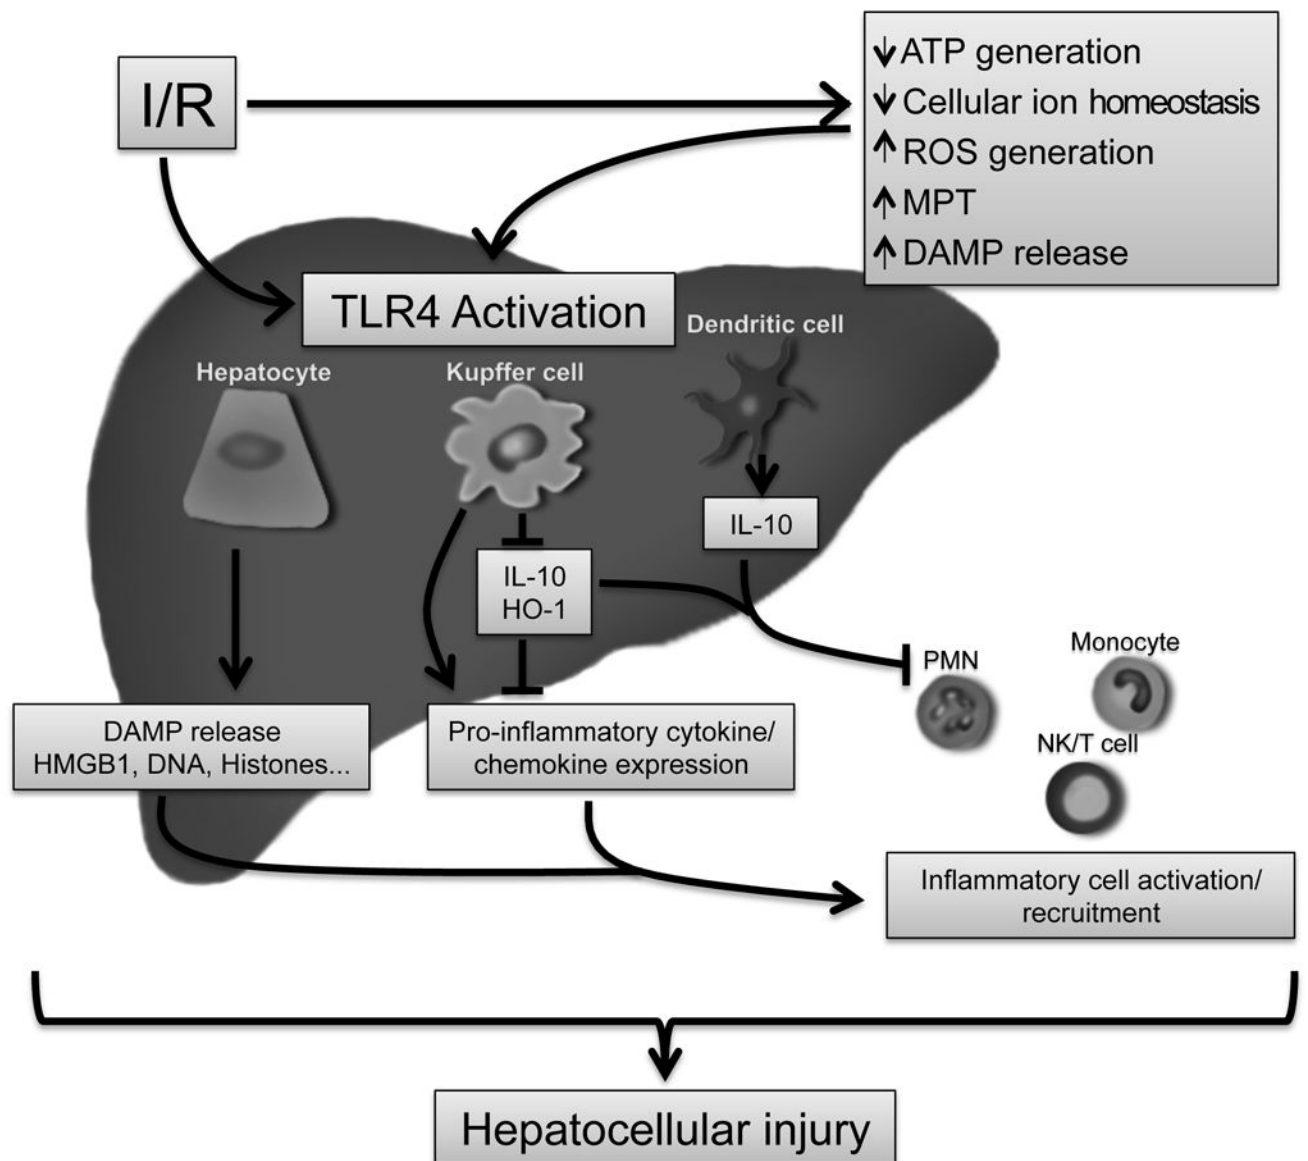 I/R
↓ATP generation
↓Cellular ion homeostasis
↑ROS generation
↑MPT
↑DAMP release
TLR4 Activation
Dendritic cell
Hepatocyte
Kupffer cell
IL-10
IL-10
HO-1
PMN
Monocyte
NK/T cell
DAMP release
HMGB1, DNA, Histones...
Pro-inflammatory cytokine/
chemokine expression
Inflammatory cell activation/
recruitment
Hepatocellular injury